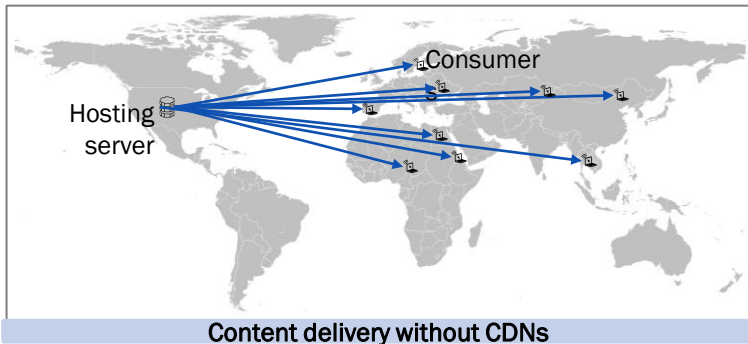 Consumer
s
Hosting
server
Content delivery without CDNs